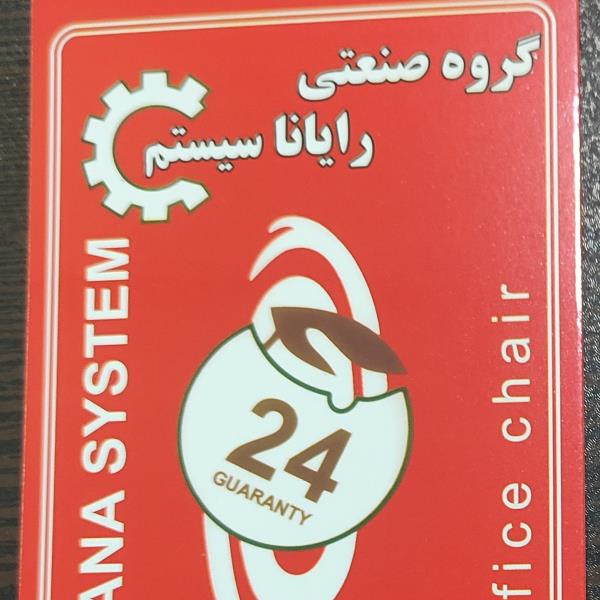 گروه صنعتی
رایانا سیستم
ANA SYSTEM
24
GUARANTY
fice chair